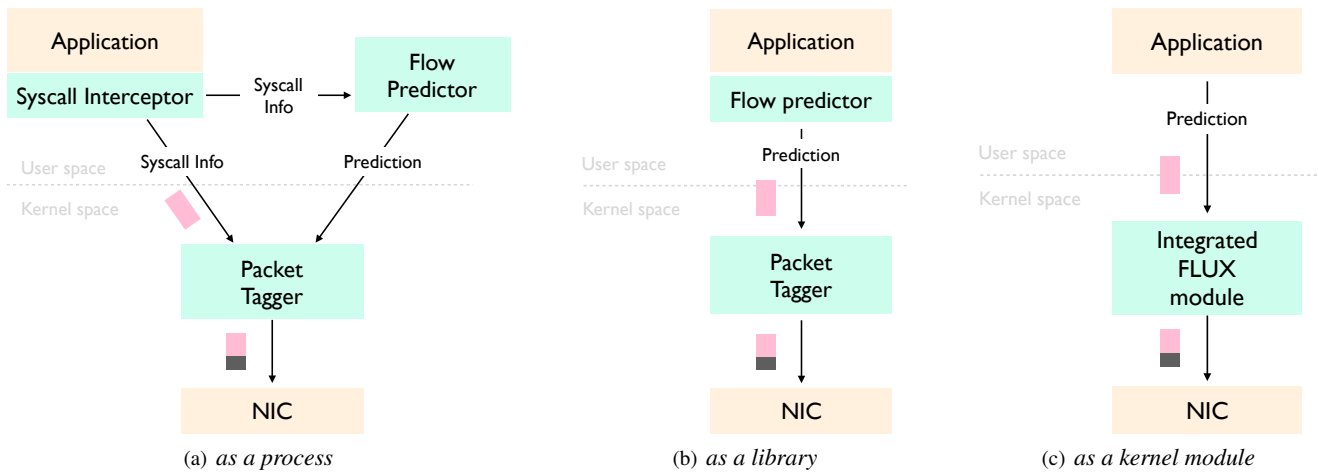 Application
Syscall Interceptor
Syscall
Info
Flow
Predictor
Syscall Info
Prediction
User space
Kernel space
Packet
Tagger
NIC
(a) as a process
Application
Flow predictor
Prediction
User space
Kernel space
Packet
Tagger
NIC
(b) as a library
Application
Prediction
User space
Kernel space
Integrated
FLUX
module
NIC
(c) as a kernel module